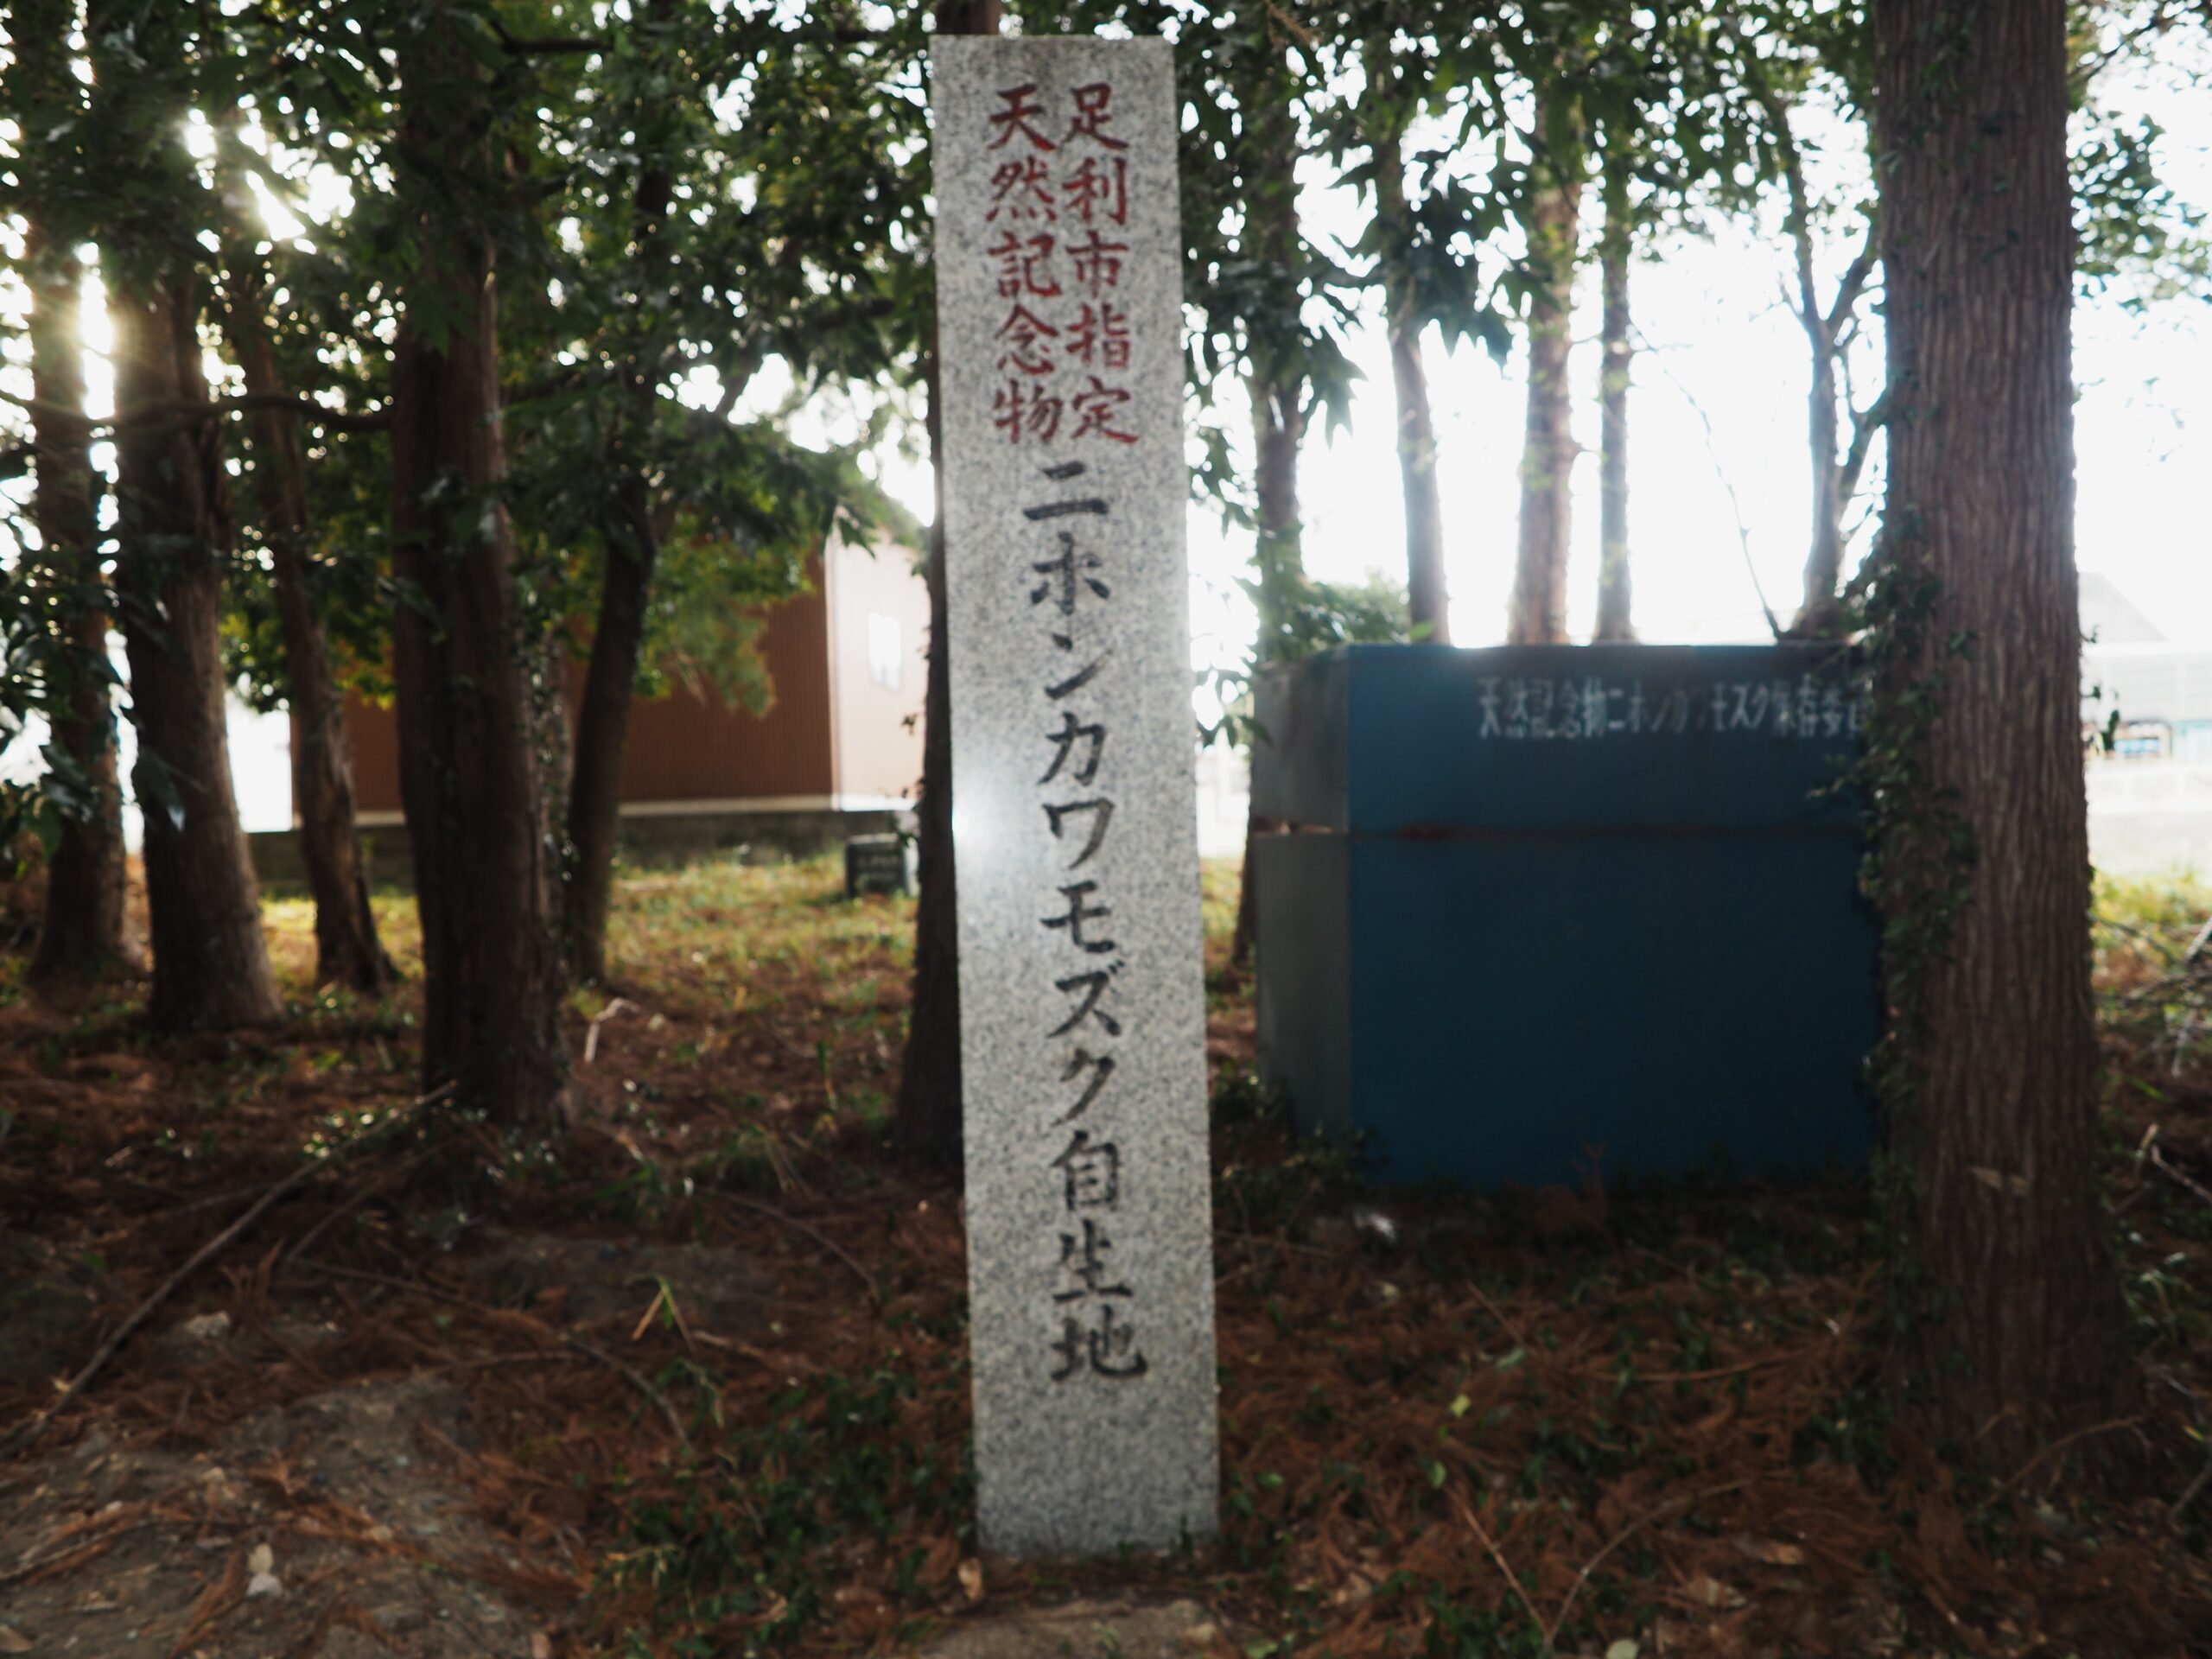 足利市指定
天然記念物
ニホンカワモズク自生地
天然記念物ニホンカワモズク保存委